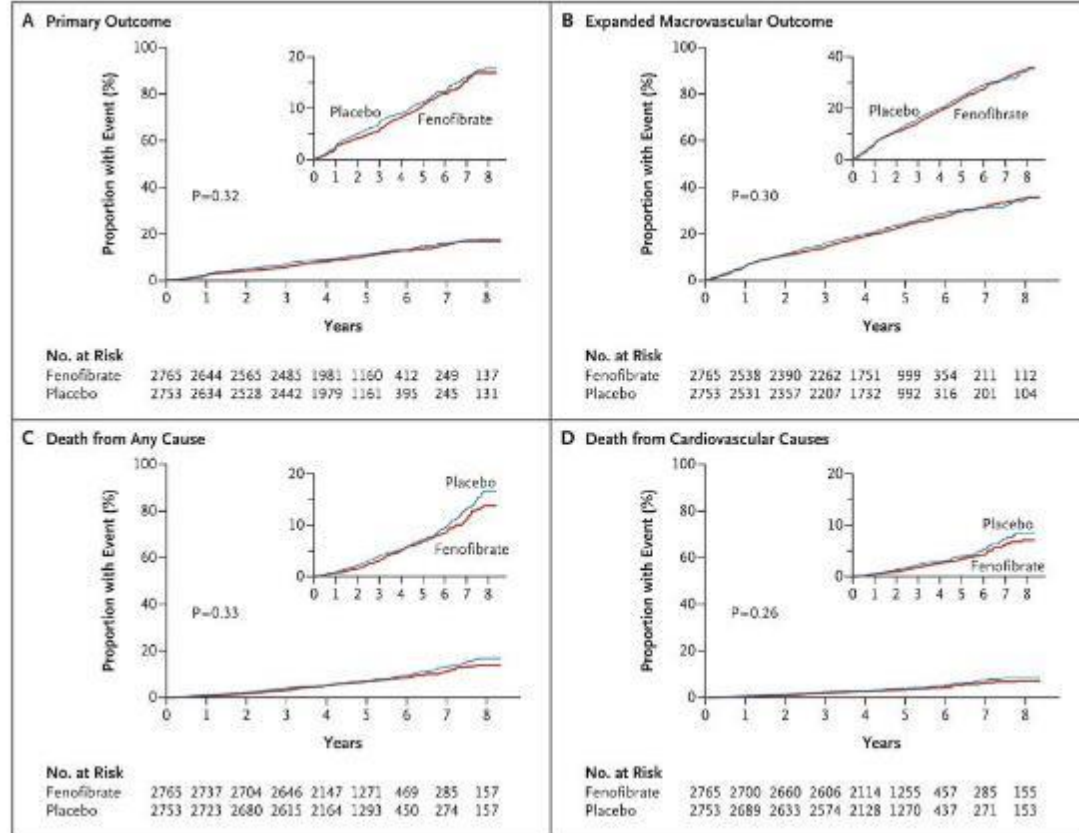 A Primary Outcome
Proportion with Event (%)
100
80
60
40
20
0
0 1 2 3 4 5 6 7 8
Years
20
10
0
0 1 2 3 4 5 6 7 8
Placebo
Fenofibrate
P=0.32
No. at Risk
Fenofibrate 2765 2644 2565 2485 1981 1160 412 249 137
Placebo 2753 2634 2528 2442 1979 1161 395 245 131
B Expanded Macrovascular Outcome
Proportion with Event (%)
100
80
60
40
20
0
0 1 2 3 4 5 6 7 8
Years
40
20
0
0 1 2 3 4 5 6 7 8
Placebo
Fenofibrate
P=0.30
No. at Risk
Fenofibrate 2765 2538 2390 2262 1751 999 354 211 112
Placebo 2753 2531 2357 2207 1732 992 316 201 104
C Death from Any Cause
Proportion with Event (%)
100
80
60
40
20
0
0 1 2 3 4 5 6 7 8
Years
20
10
0
0 1 2 3 4 5 6 7 8
Placebo
Fenofibrate
P=0.33
No. at Risk
Fenofibrate 2765 2737 2704 2646 2147 1271 469 285 157
Placebo 2753 2723 2680 2615 2164 1293 450 274 157
D Death from Cardiovascular Causes
Proportion with Event (%)
100
80
60
40
20
0
0 1 2 3 4 5 6 7 8
Years
20
10
0
0 1 2 3 4 5 6 7 8
Placebo
Fenofibrate
P=0.26
No. at Risk
Fenofibrate 2765 2700 2660 2606 2114 1255 457 285 155
Placebo 2753 2689 2633 2574 2128 1270 437 271 153